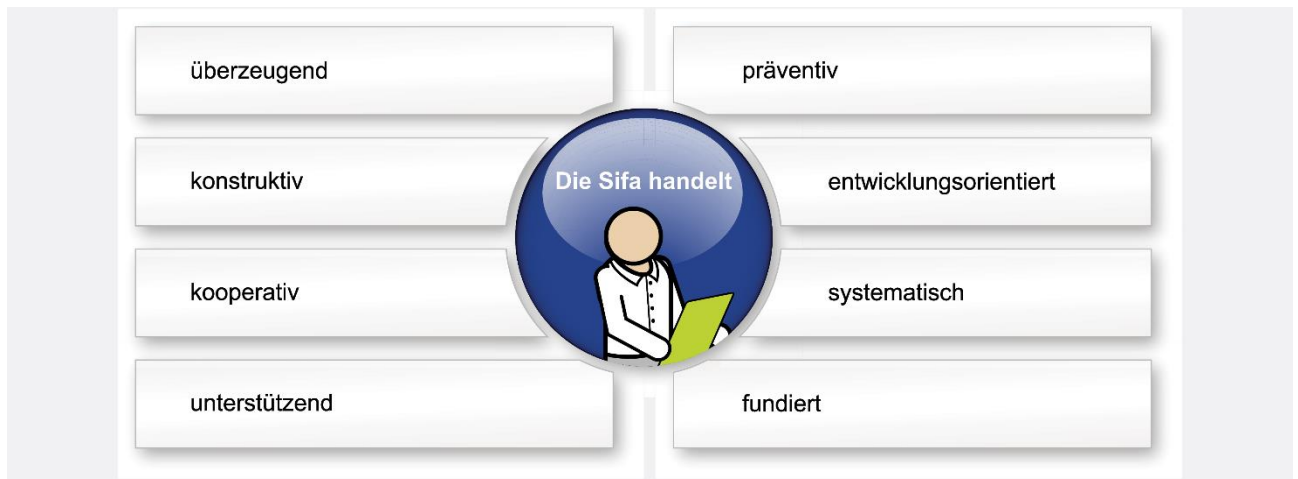 überzeugend
konstruktiv
kooperativ
unterstützend
Die Sifa handelt
präventiv
entwicklungsorientiert
systematisch
fundiert